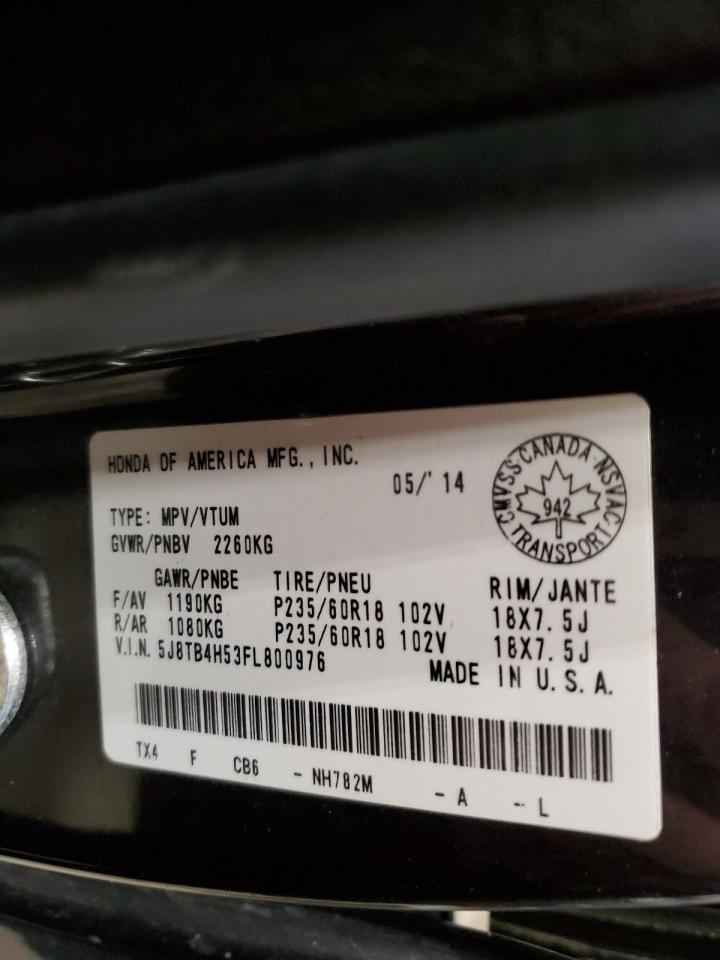 HONDA OF AMERICA MFG., INC.
05/'14
CMVSS·CANADA·NSVAC
942
TRANSPORT
TYPE: MPV/VTUM
GVWR/PNBV 2260KG
GAWR/PNBE TIRE/PNEU RIM/JANTE
F/AV 1190KG P235/60R18 102V 18X7.5J
R/AR 1080KG P235/60R18 102V 18X7.5J
V.I.N. 5J8TB4H53FL800976 MADE IN U.S.A.
TX4 F CB6 - NH782M - A - L